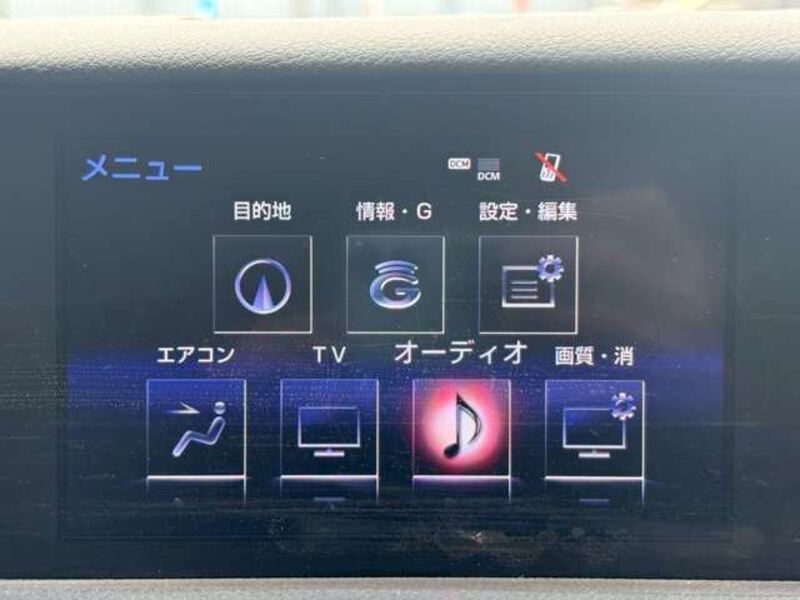 メニュー
DCM
DCM
目的地 情報・G 設定・編集
G
エアコン TV オーディオ 画質・消